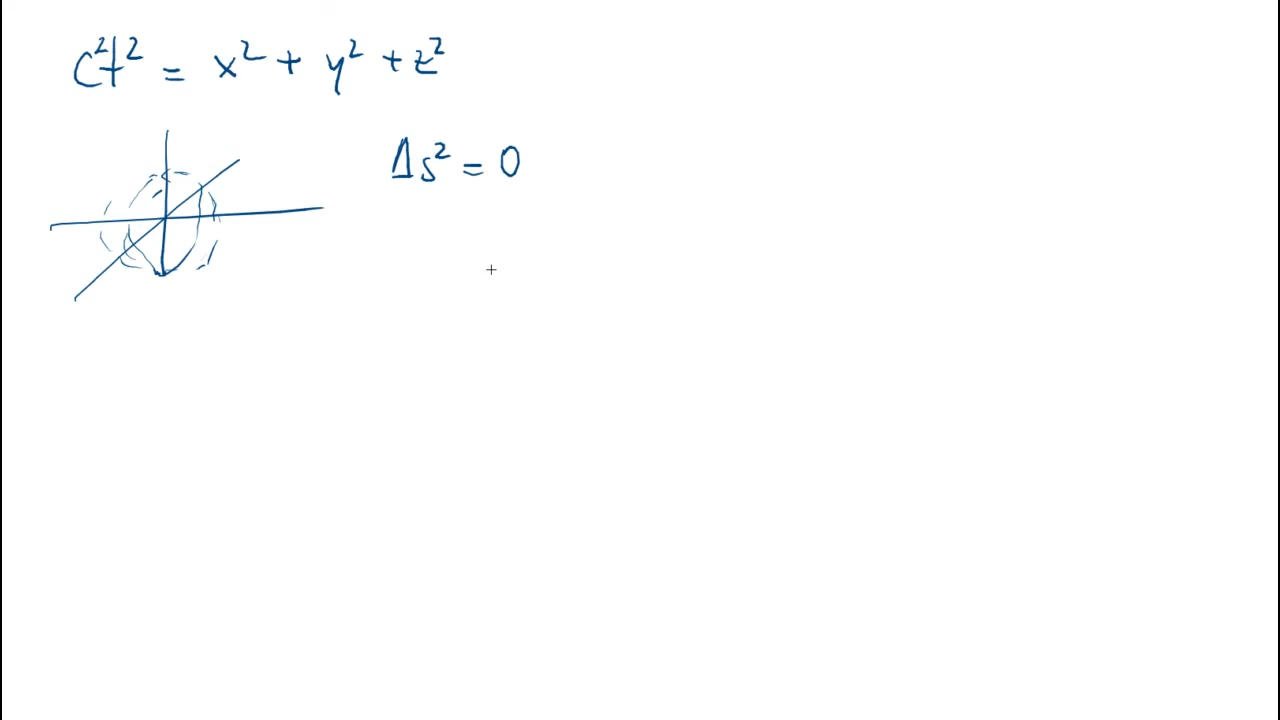 c²t² = x² + y² + z²
Δs² = 0